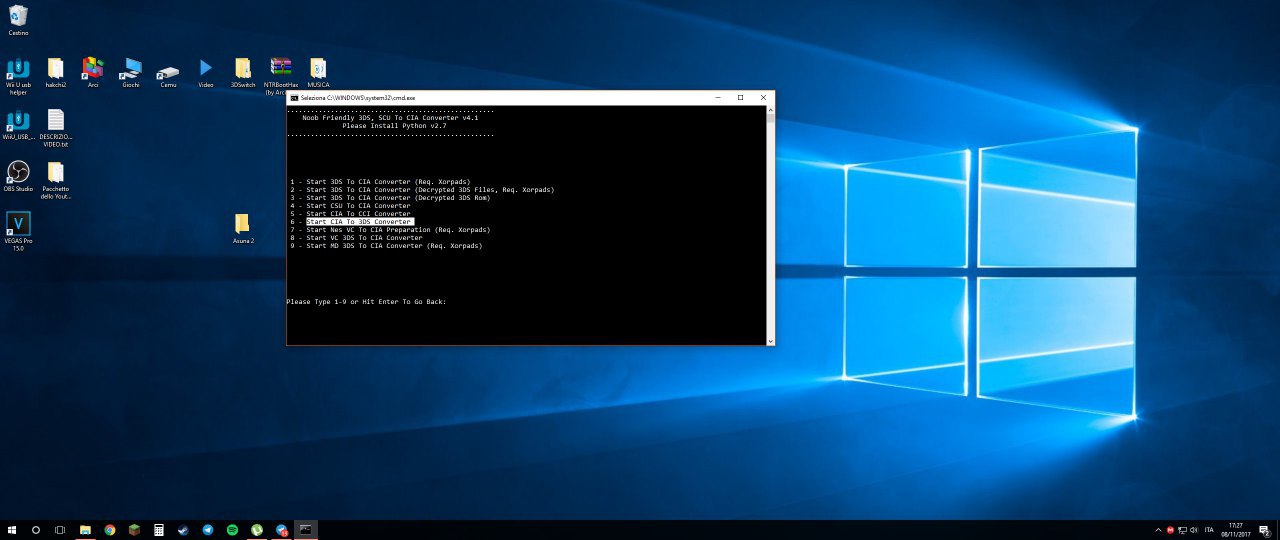 Cestino
Wii U usb helper
hakchi2
Arci
Giochi
Cemu
Video
3DSwitch
NTRBootHax (by Arc
MUSICA
WiiU_USB_...
DESCRIZIO... VIDEO.txt
OBS Studio
Pacchetto dello Yout...
VEGAS Pro 15.0
Asuna 2
Seleziona C:\WINDOWS\system32\cmd.exe
Noob Friendly 3DS, SCU To CIA Converter v4.1
Please Install Python v2.7
1 - Start 3DS To CIA Converter (Req. Xorpads)
2 - Start 3DS To CIA Converter (Decrypted 3DS Files, Req. Xorpads)
3 - Start 3DS To CIA Converter (Decrypted 3DS Rom)
4 - Start CSU To CIA Converter
5 - Start CIA To CCI Converter
6 - Start CIA To 3DS Converter
7 - Start Nes VC To CIA Preparation (Req. Xorpads)
8 - Start VC 3DS To CIA Converter
9 - Start MD 3DS To CIA Converter (Req. Xorpads)
Please Type 1-9 or Hit Enter To Go Back:
ITA
17:27
08/11/2017